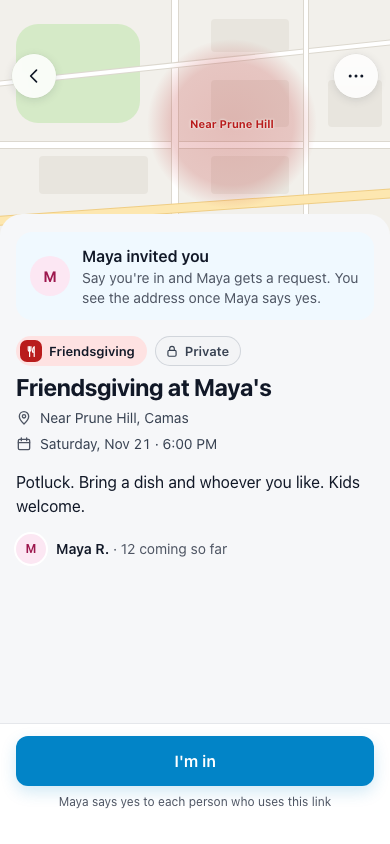 Near Prune Hill
M
Maya invited you
Say you're in and Maya gets a request. You
see the address once Maya says yes.
Friendsgiving
Private
Friendsgiving at Maya's
Near Prune Hill, Camas
Saturday, Nov 21 · 6:00 PM
Potluck. Bring a dish and whoever you like. Kids
welcome.
M
Maya R. · 12 coming so far
I'm in
Maya says yes to each person who uses this link